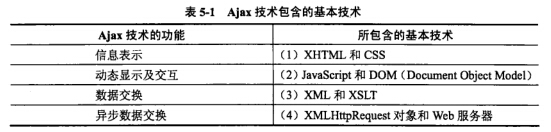 表 5-1 Ajax 技术包含的基本技术
Ajax 技术的功能 所包含的基本技术
信息表示 （1）XHTML 和 CSS
动态显示及交互 （2）JavaScript 和 DOM（Document Object Model）
数据交换 （3）XML 和 XSLT
异步数据交换 （4）XMLHttpRequest 对象和 Web 服务器